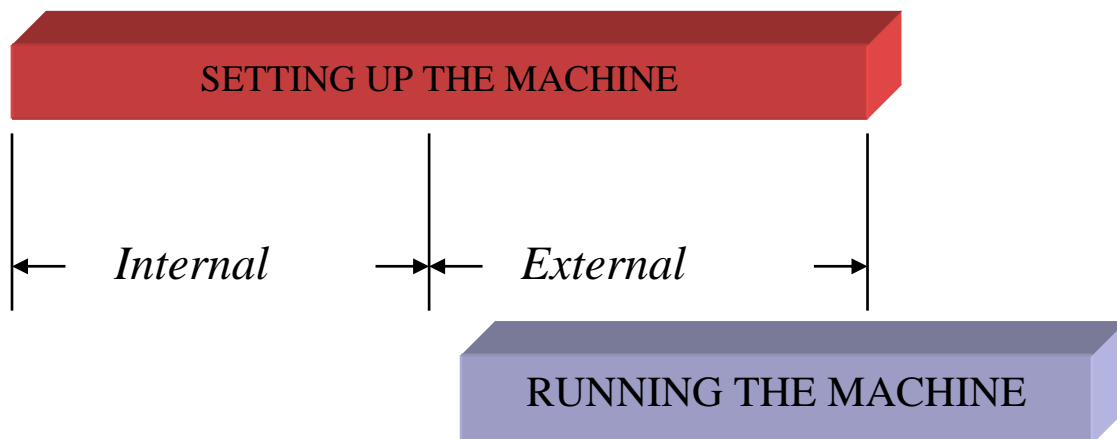 SETTING UP THE MACHINE
Internal
External
RUNNING THE MACHINE